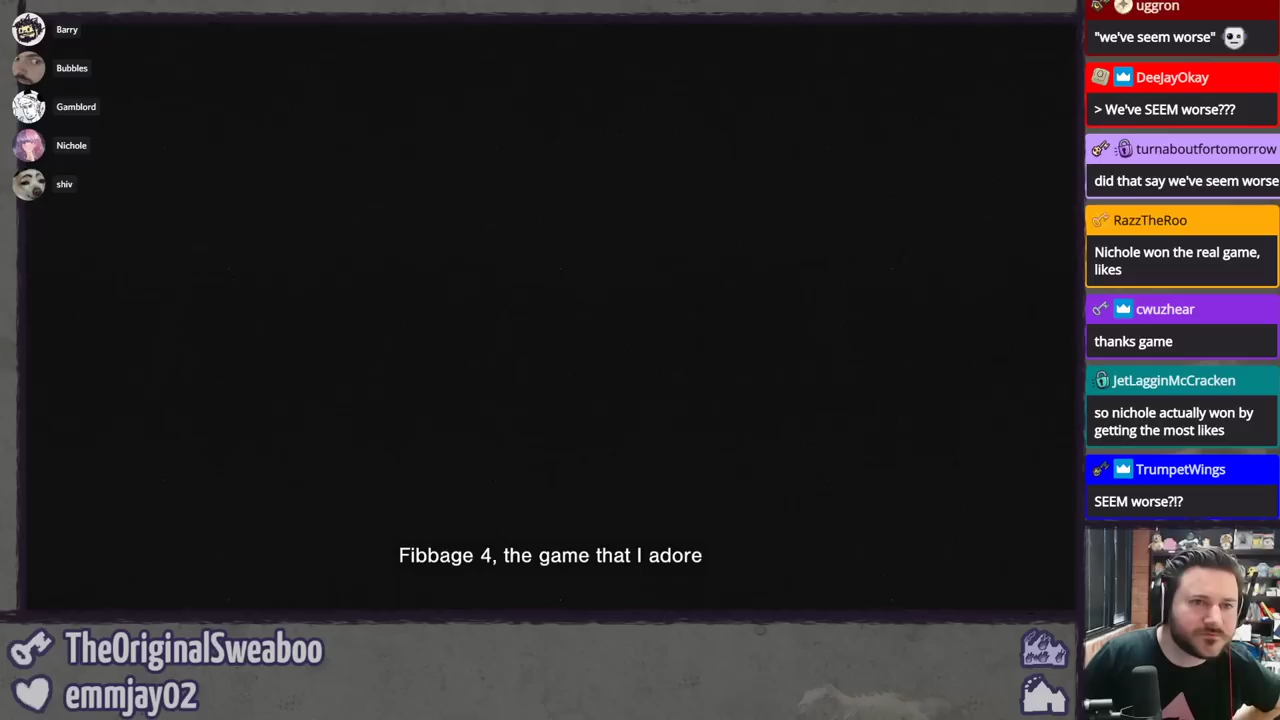 Barry
Bubbles
Gamblord
Nichole
shiv
Fibbage 4, the game that I adore
TheOriginalSweaboo
emmjay02
uggron
"we've seem worse"
DeeJayOkay
> We've SEEM worse???
turnaboutfortomorrow
did that say we've seem worse
RazzTheRoo
Nichole won the real game,
likes
cwuzhear
thanks game
JetLagginMcCracken
so nichole actually won by
getting the most likes
TrumpetWings
SEEM worse?!?